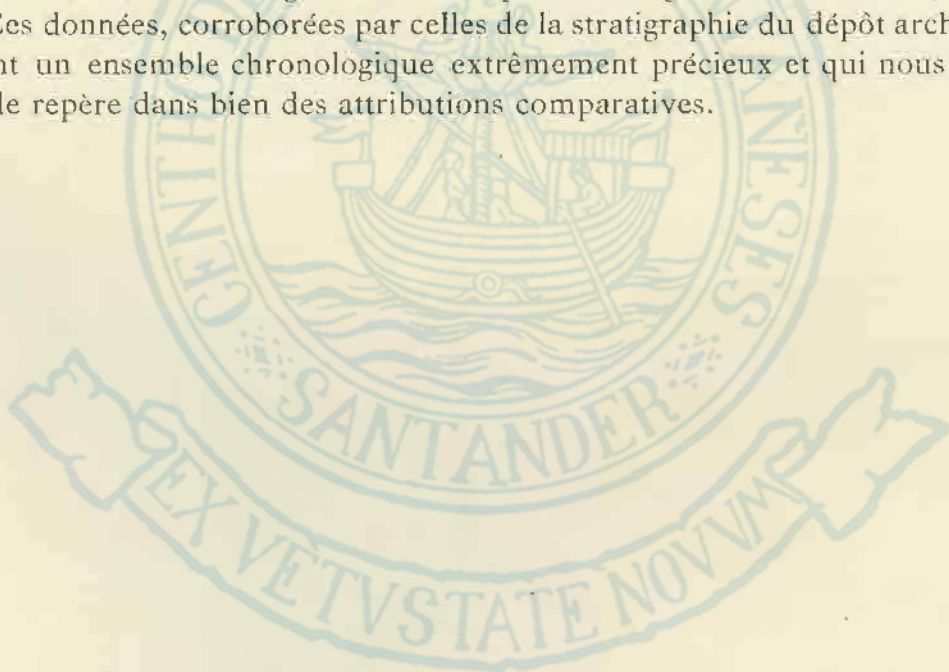 Ces données, corroborées par celles de la stratigraphie du dépôt arch
nt un ensemble chronologique extrêmement précieux et qui nous
de repère dans bien des attributions comparatives.
SANTANDER
EX VETVSTATE NOVVM